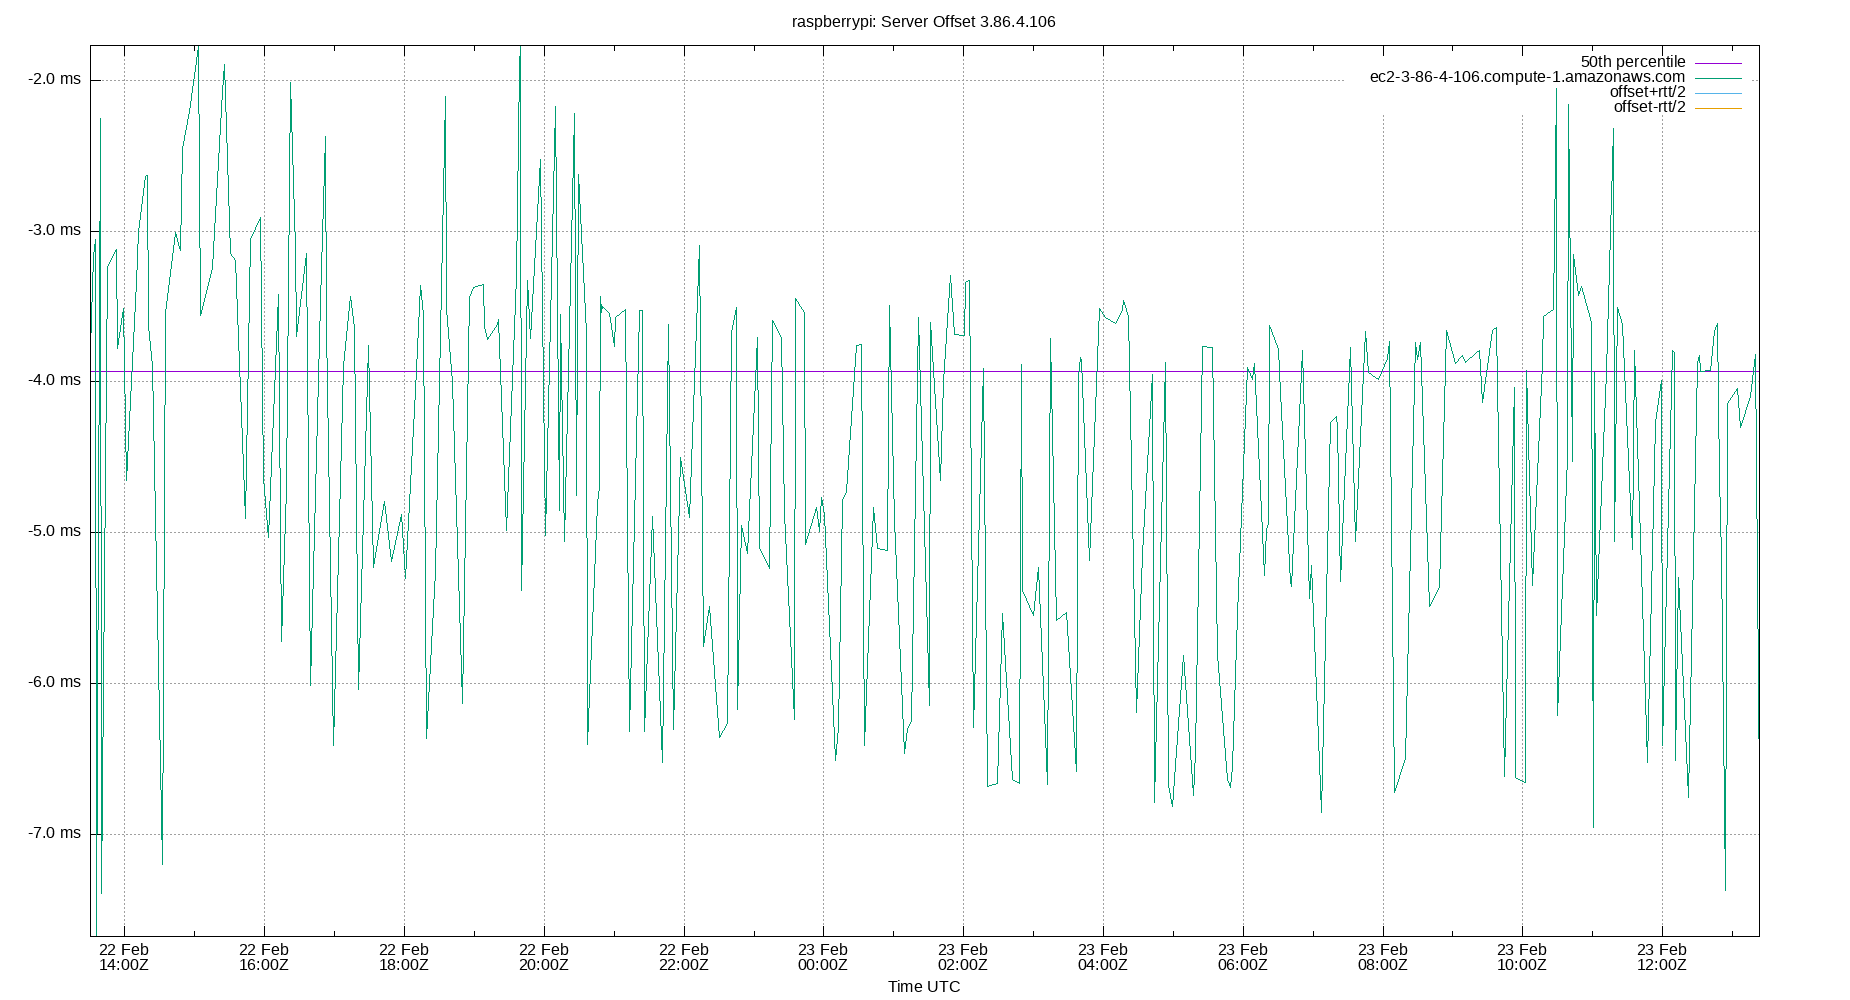 raspberrypi: Server Offset 3.86.4.106
50th percentile
ec2-3-86-4-106.compute-1.amazonaws.com
offset+rtt/2
offset-rtt/2
-2.0 ms
-3.0 ms
-4.0 ms
-5.0 ms
-6.0 ms
-7.0 ms
22 Feb 22 Feb 22 Feb 22 Feb 22 Feb 23 Feb 23 Feb 23 Feb 23 Feb 23 Feb 23 Feb 23 Feb
14:00Z 16:00Z 18:00Z 20:00Z 22:00Z 00:00Z 02:00Z 04:00Z 06:00Z 08:00Z 10:00Z 12:00Z
Time UTC